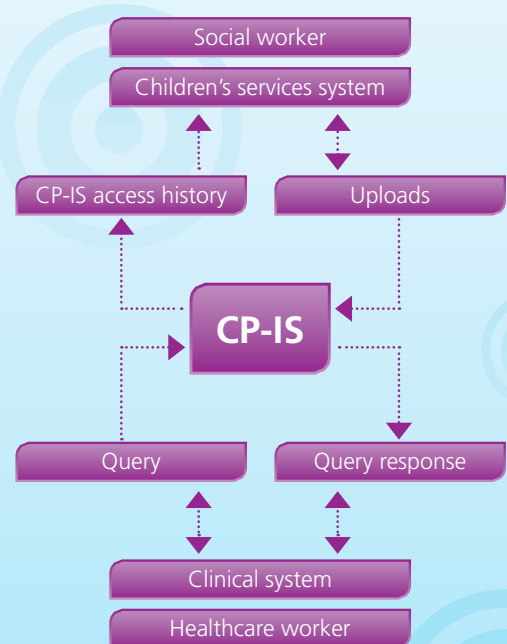 Social worker
Children’s services system
CP-IS access history
Uploads
CP-IS
Query
Query response
Clinical system
Healthcare worker